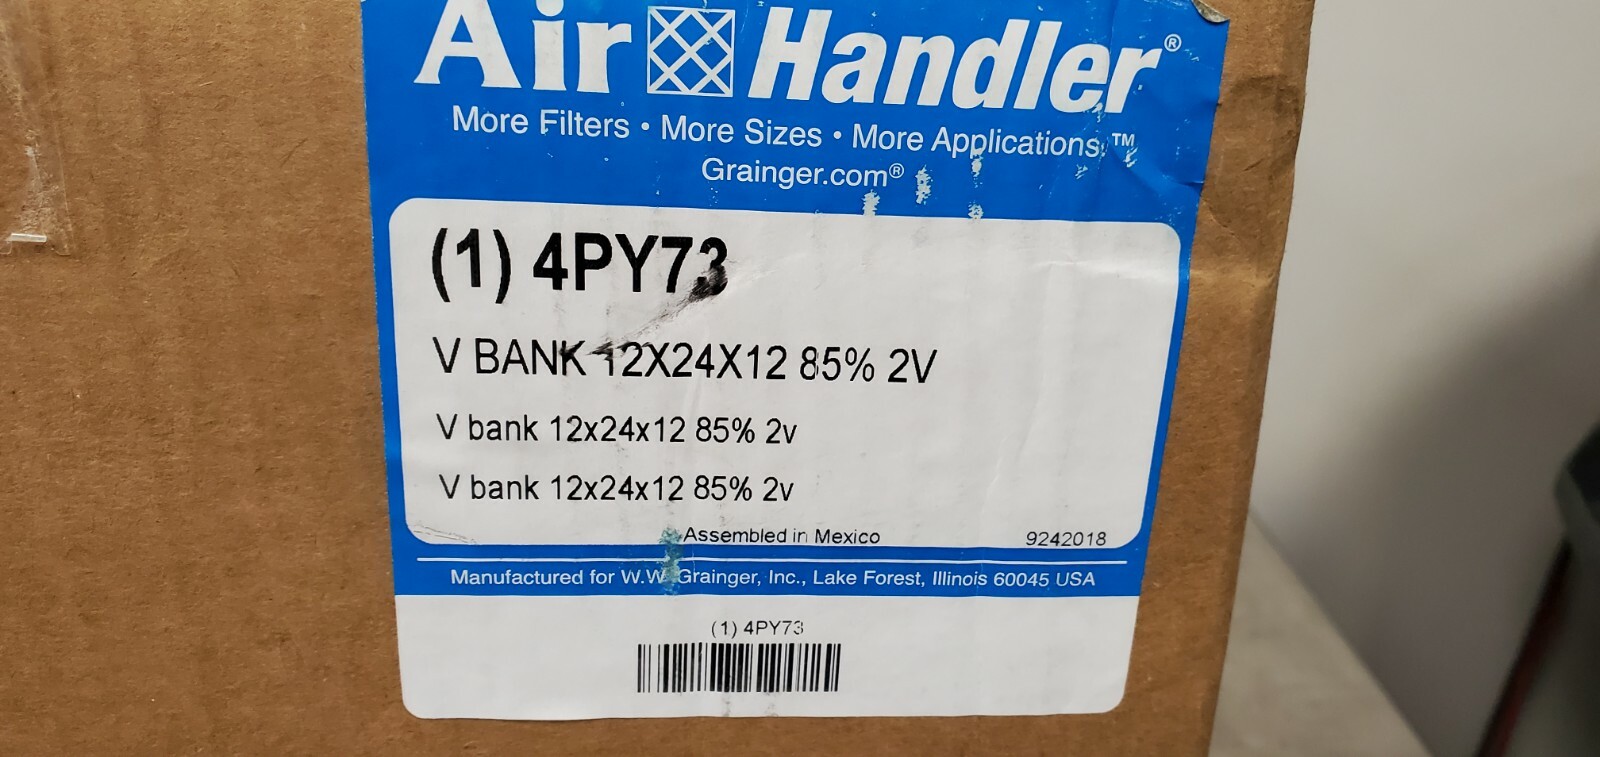 Air Handler®
More Filters • More Sizes • More Applications.™
Grainger.com®
(1) 4PY73
V BANK 12X24X12 85% 2V
V bank 12x24x12 85% 2v
V bank 12x24x12 85% 2v
Assembled in Mexico 9242018
Manufactured for W.W. Grainger, Inc., Lake Forest, Illinois 60045 USA
(1) 4PY73